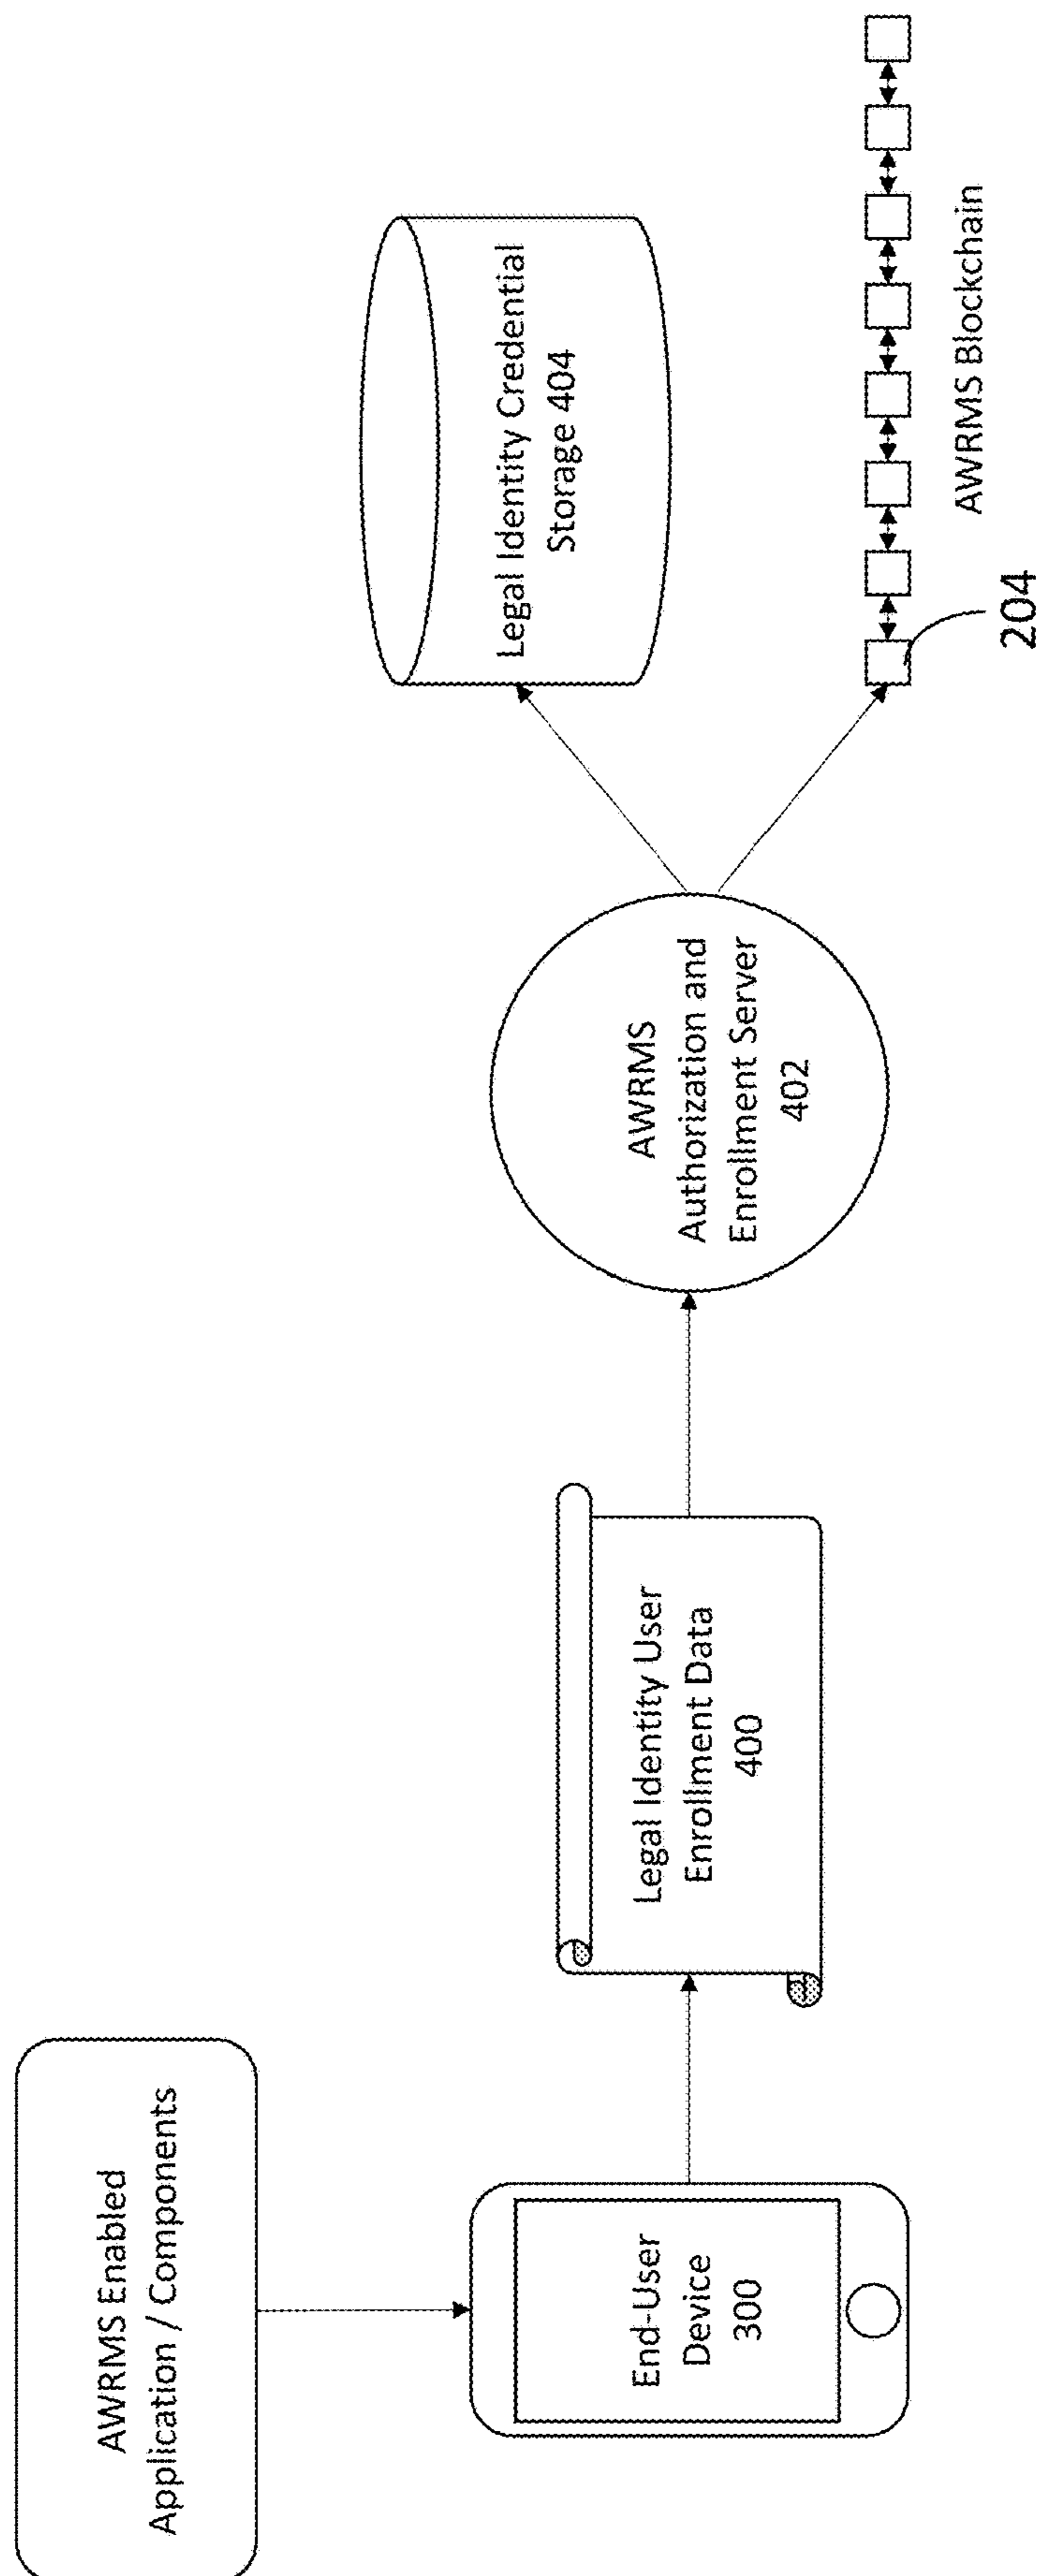 AWRMS Enabled
Application / Components
End-User
Device
300
Legal Identity User
Enrollment Data
400
AWRMS
Authorization and
Enrollment Server
402
Legal Identity Credential
Storage 404
AWRMS Blockchain
204